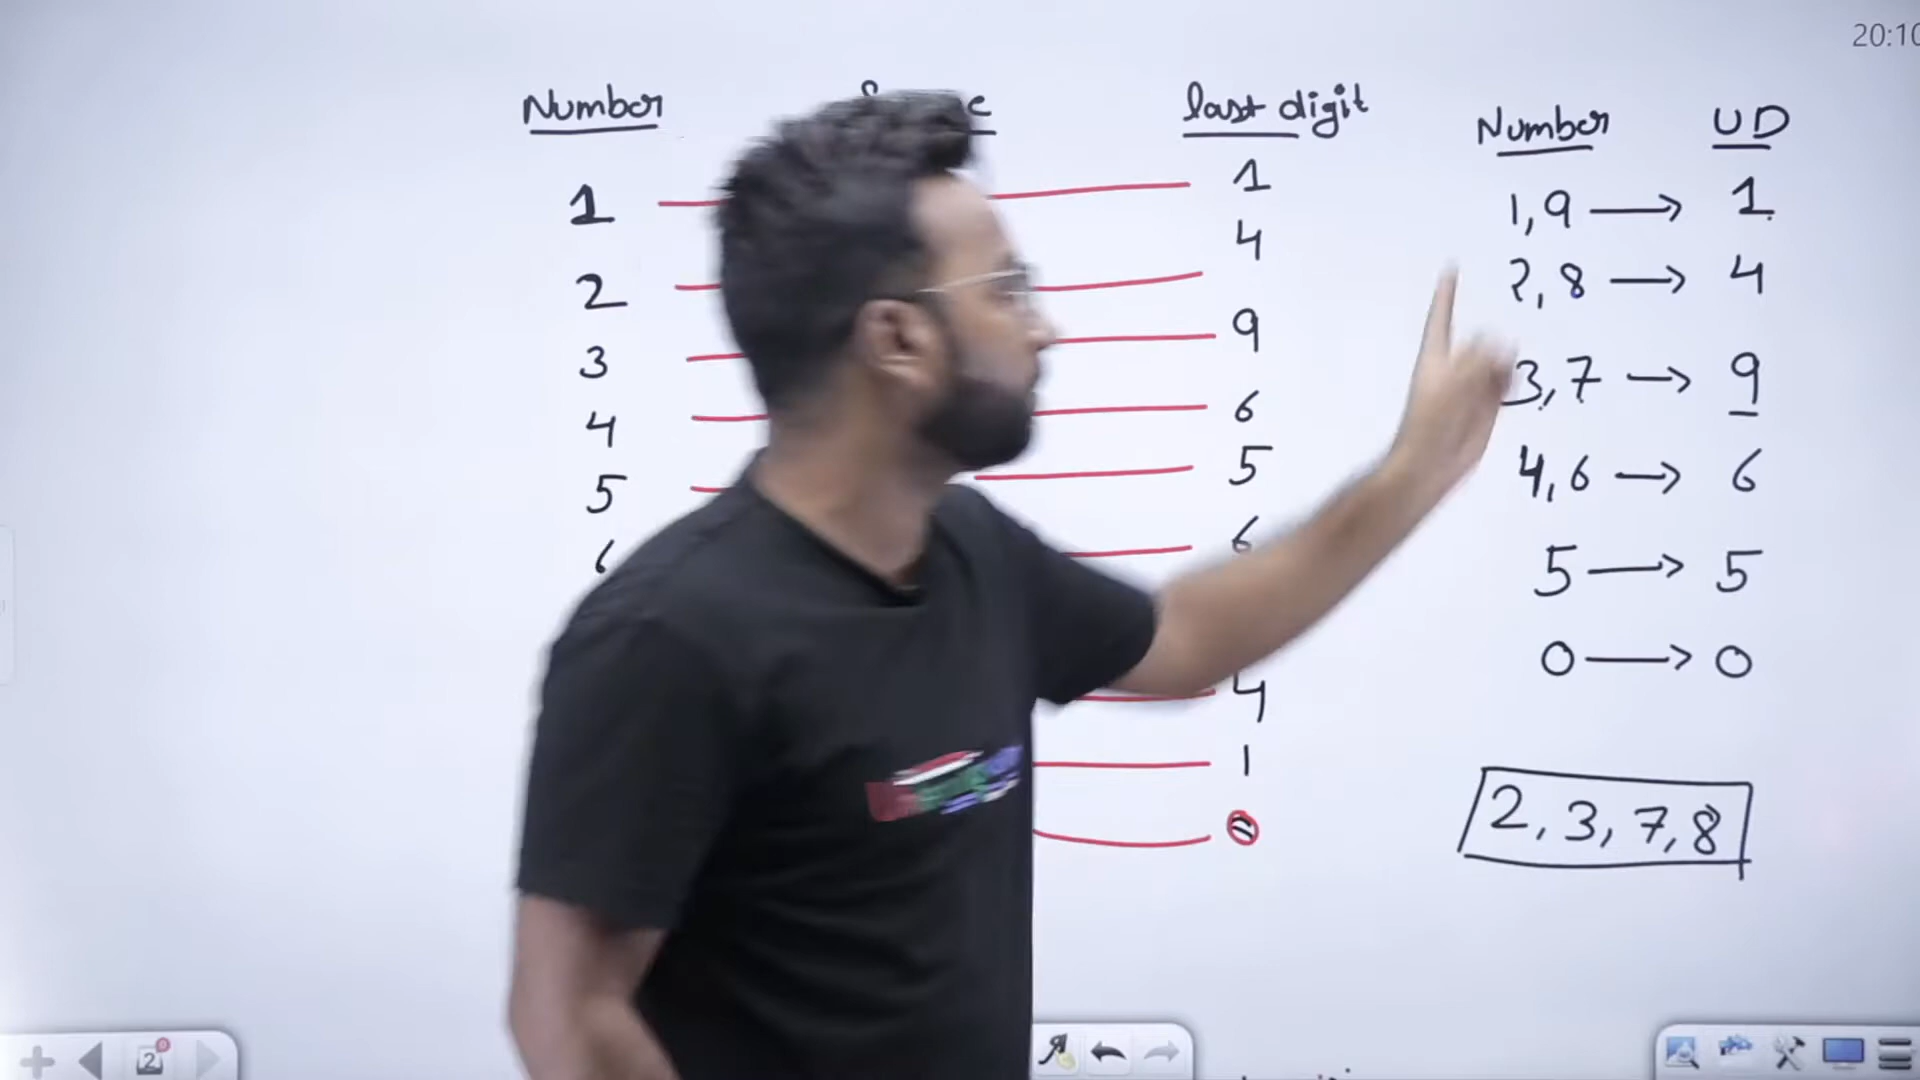 20:10
Number last digit
1 1
2 4
3 9
4 6
5 5
6 6
4
1
Number UD
1,9 → 1
2,8 → 4
3,7 → 9
4,6 → 6
5 → 5
0 → 0
2, 3, 7, 8
2